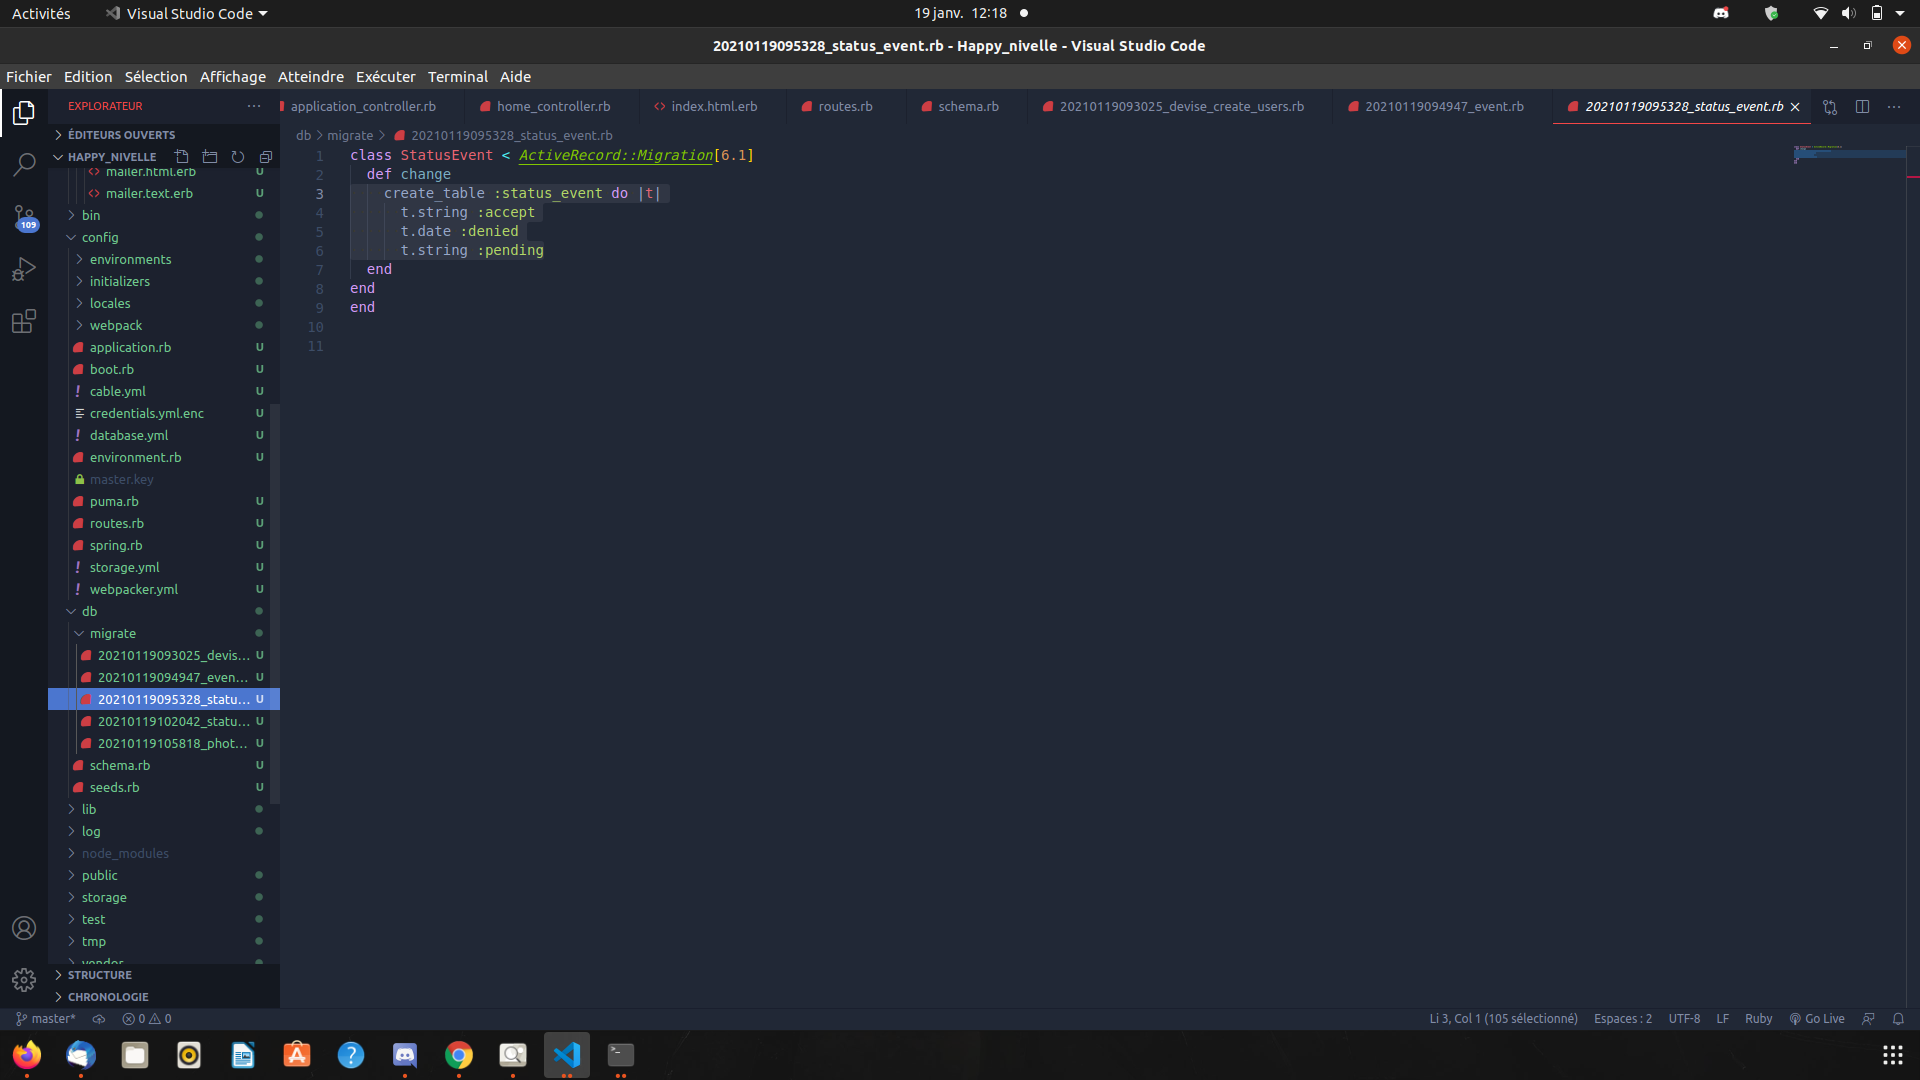 Activités
Visual Studio Code
19 janv. 12:18
20210119095328_status_event.rb - Happy_nivelle - Visual Studio Code
Fichier Edition Sélection Affichage Atteindre Exécuter Terminal Aide
EXPLORATEUR
application_controller.rb
home_controller.rb
index.html.erb
routes.rb
schema.rb
20210119093025_devise_create_users.rb
20210119094947_event.rb
20210119095328_status_event.rb
ÉDITEURS OUVERTS
HAPPY_NIVELLE
mailer.html.erb U
mailer.text.erb U
bin
config
environments
initializers
locales
webpack
application.rb U
boot.rb U
cable.yml U
credentials.yml.enc U
database.yml U
environment.rb U
master.key
puma.rb U
routes.rb U
spring.rb U
storage.yml U
webpacker.yml U
db
migrate
20210119093025_devis... U
20210119094947_even... U
20210119095328_statu... U
20210119102042_statu... U
20210119105818_phot... U
schema.rb U
seeds.rb U
lib
log
node_modules
public
storage
test
tmp
vendor
STRUCTURE
CHRONOLOGIE
109
db > migrate > 20210119095328_status_event.rb
1 class StatusEvent < ActiveRecord::Migration[6.1]
2 def change
3 create_table :status_event do |t|
4 t.string :accept
5 t.date :denied
6 t.string :pending
7 end
8 end
9 end
10
11
master* 0 0
Li 3, Col 1 (105 sélectionné) Espaces : 2 UTF-8 LF Ruby Go Live